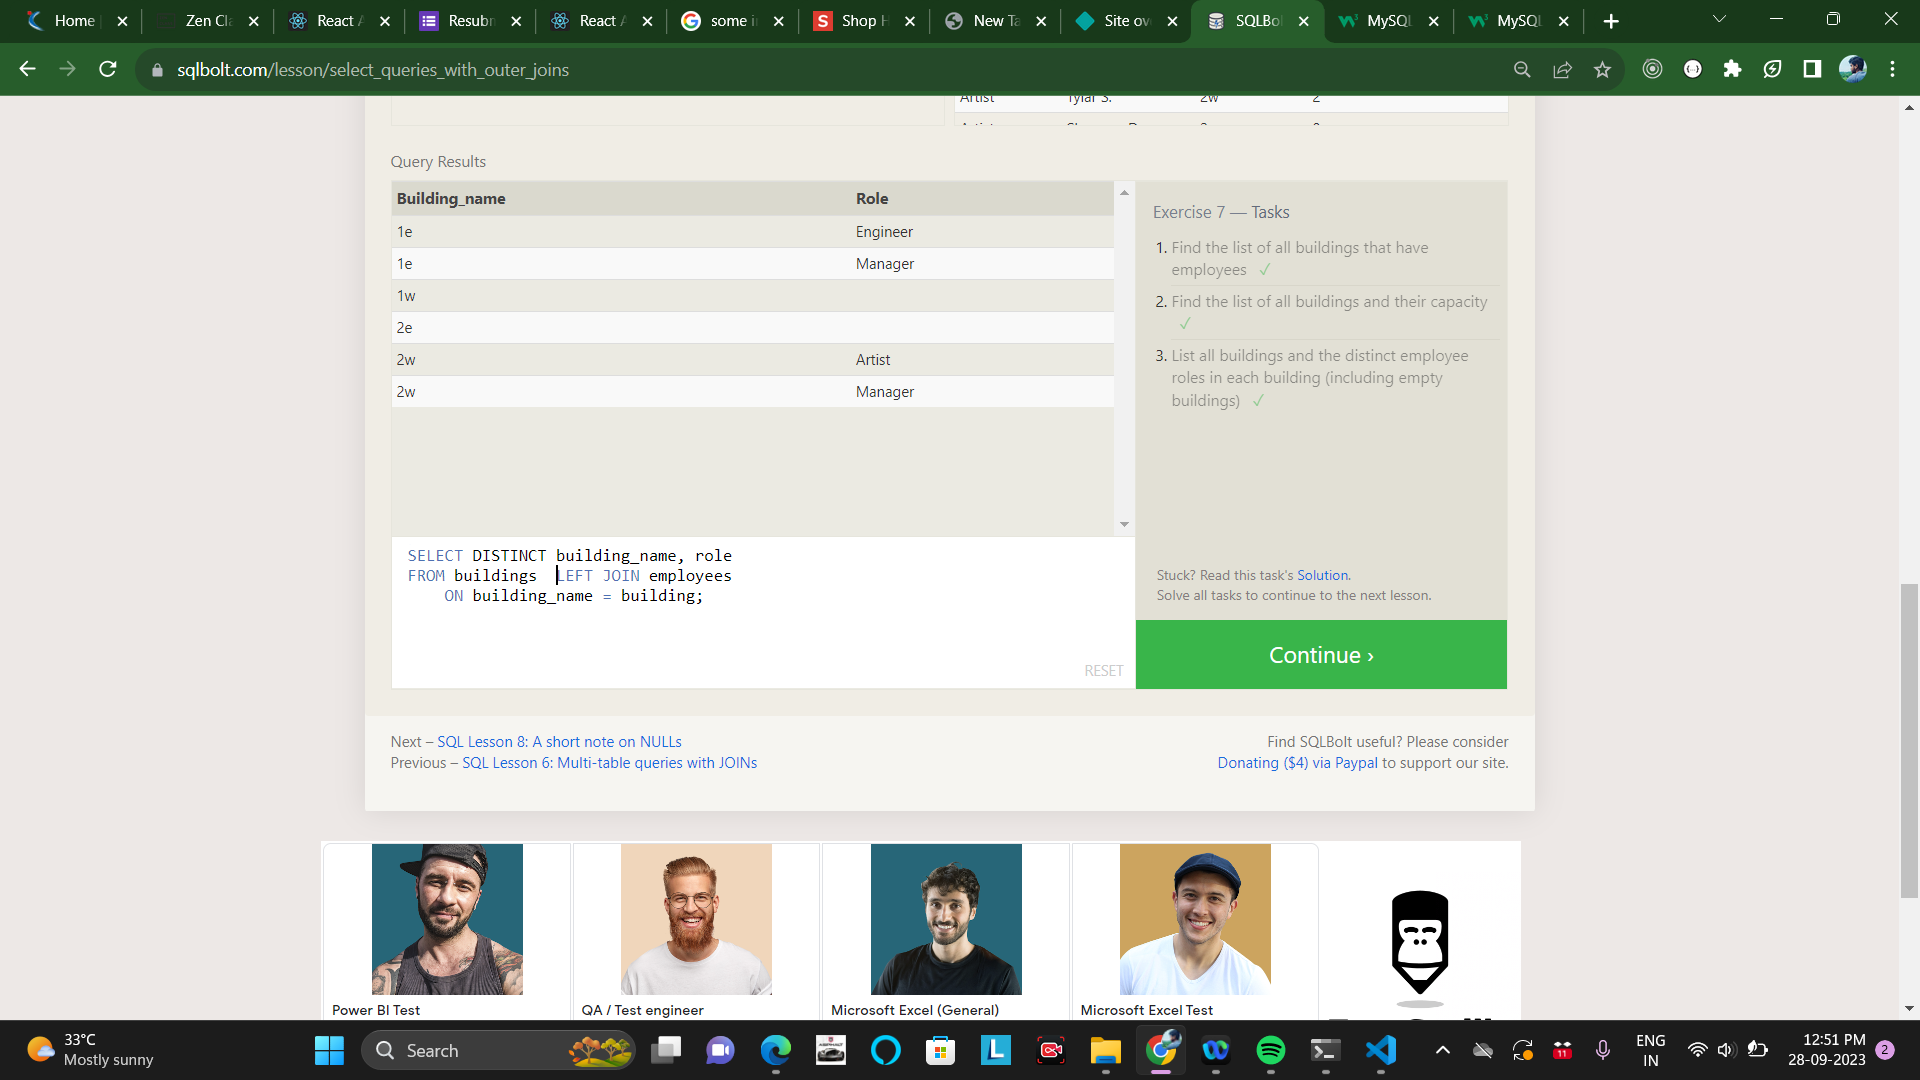 Home
Zen Cla
React A
Resubm
React A
some i
Shop H
New Ta
Site ov
SQLBol
MySQL
MySQL
sqlbolt.com/lesson/select_queries_with_outer_joins
Artist Tylar S. 2w 2
Query Results
Building_name Role
1e Engineer
1e Manager
1w
2e
2w Artist
2w Manager
Exercise 7 — Tasks
1. Find the list of all buildings that have
employees ✓
2. Find the list of all buildings and their capacity
✓
3. List all buildings and the distinct employee
roles in each building (including empty
buildings) ✓
SELECT DISTINCT building_name, role
FROM buildings LEFT JOIN employees
ON building_name = building;
RESET
Stuck? Read this task's Solution.
Solve all tasks to continue to the next lesson.
Continue ›
Next – SQL Lesson 8: A short note on NULLs
Previous – SQL Lesson 6: Multi-table queries with JOINs
Find SQLBolt useful? Please consider
Donating ($4) via Paypal to support our site.
Power BI Test
QA / Test engineer
Microsoft Excel (General)
Microsoft Excel Test
33°C
Mostly sunny
Search
11
ENG
IN
12:51 PM
28-09-2023
2